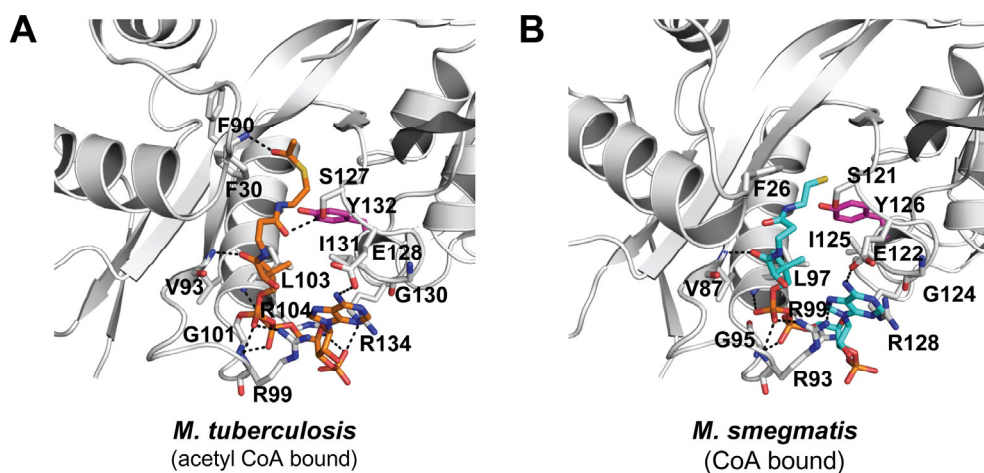 A
B
F90
F30
S127
Y132
I131
E128
L103
V93
G130
R104
G101
R134
R99
F26
S121
Y126
I125
E122
L97
V87
G124
R99
G95
R128
R93
M. tuberculosis
(acetyl CoA bound)
M. smegmatis
(CoA bound)